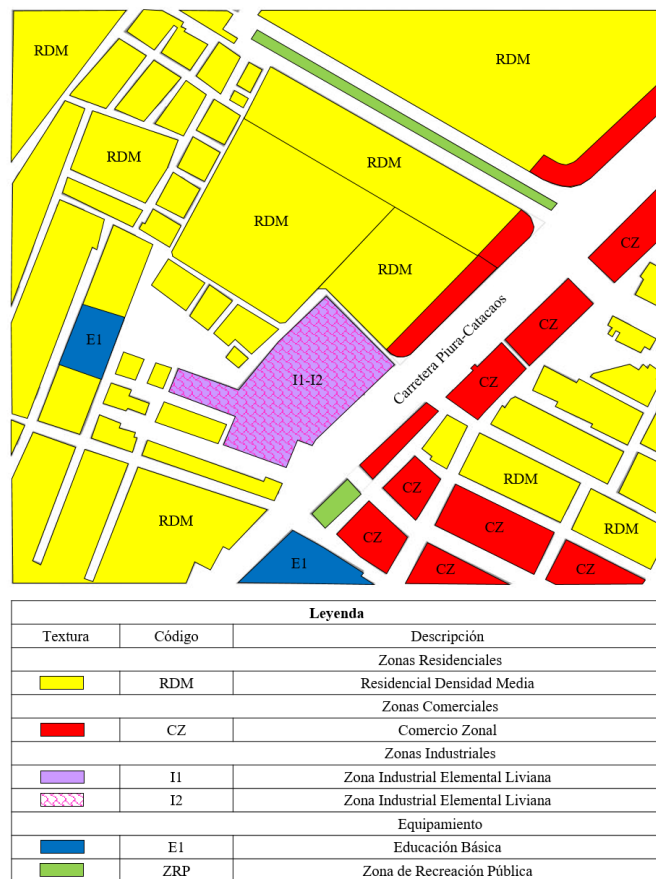 RDM
RDM
RDM
RDM
RDM
RDM
CZ
E1
CZ
Carretera Piura-Catacaos
CZ
I1-I2
RDM
CZ
RDM
CZ
RDM
CZ
E1
CZ
CZ
Leyenda
Textura Código Descripción
Zonas Residenciales
RDM Residencial Densidad Media
Zonas Comerciales
CZ Comercio Zonal
Zonas Industriales
I1 Zona Industrial Elemental Liviana
I2 Zona Industrial Elemental Liviana
Equipamiento
E1 Educación Básica
ZRP Zona de Recreación Pública